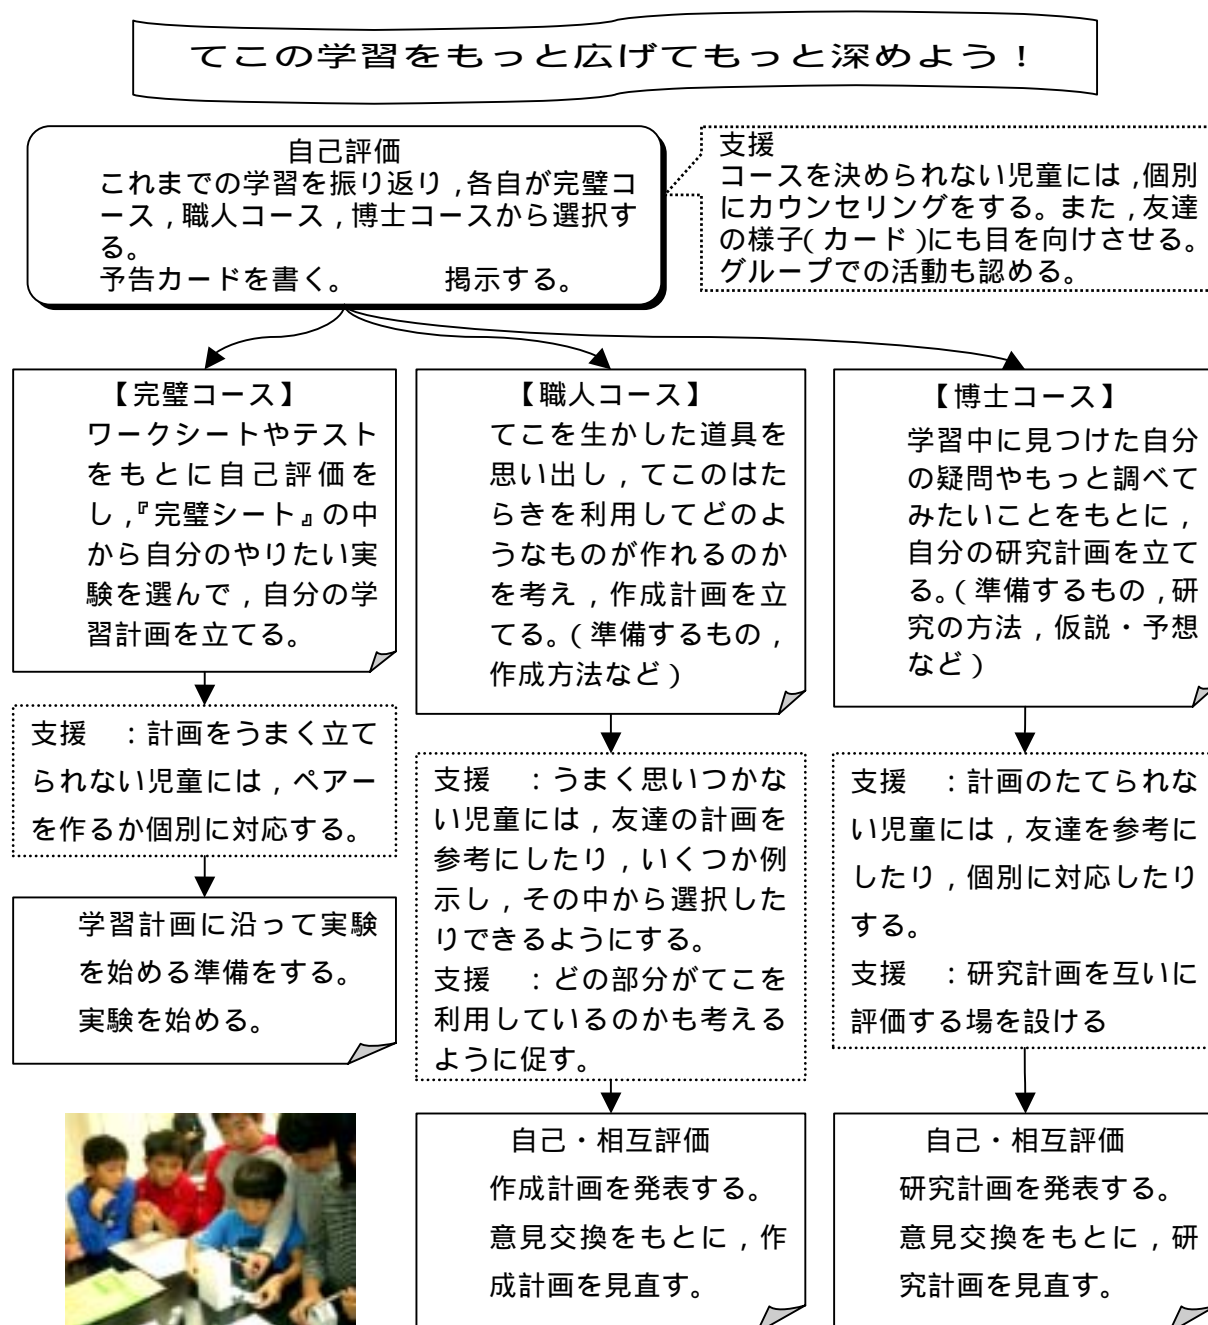 てこの学習をもっと広げてもっと深めよう！
自己評価
これまでの学習を振り返り，各自が完璧コ
ース，職人コース，博士コースから選択す
る。
予告カードを書く。　　　掲示する。
支援
コースを決められない児童には，個別
にカウンセリングをする。また，友達
の様子(カード)にも目を向けさせる。
グループでの活動も認める。
【完璧コース】
ワークシートやテスト
をもとに自己評価を
し，『完璧シート』の中
から自分のやりたい実
験を選んで，自分の学
習計画を立てる。
支援　：計画をうまく立て
られない児童には，ペアー
を作るか個別に対応する。
学習計画に沿って実験
を始める準備をする。
実験を始める。
【職人コース】
てこを生かした道具を
思い出し，てこのはた
らきを利用してどのよ
うなものが作れるのか
を考え，作成計画を立
てる。（準備するもの，
作成方法など）
支援　：うまく思いつかな
い児童には，友達の計画を
参考にしたり，いくつか例
示し，その中から選択した
りできるようにする。
支援　：どの部分がてこを
利用しているのかも考える
ように促す。
自己・相互評価
作成計画を発表する。
意見交換をもとに，作
成計画を見直す。
【博士コース】
学習中に見つけた自分
の疑問やもっと調べて
みたいことをもとに，
自分の研究計画を立て
る。（準備するもの，研
究の方法，仮説・予想
など）
支援　：計画のたてられな
い児童には，友達を参考に
したり，個別に対応したり
する。
支援　：研究計画を互いに
評価する場を設ける
自己・相互評価
研究計画を発表する。
意見交換をもとに，研
究計画を見直す。